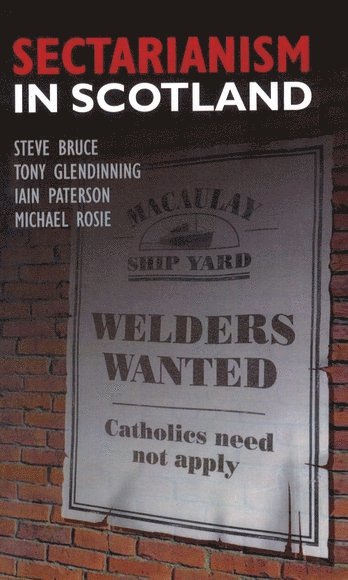 SECTARIANISM
IN SCOTLAND
STEVE BRUCE
TONY GLENDINNING
IAIN PATERSON
MICHAEL ROSIE
MACAULAY
SHIP YARD
WELDERS
WANTED
Catholics need
not apply